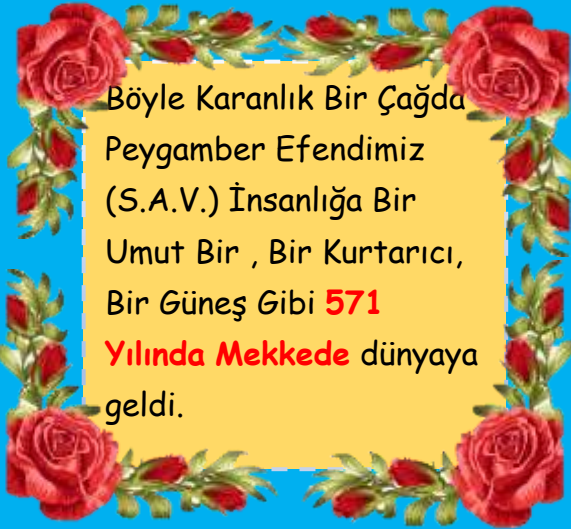 Böyle Karanlık Bir Çağda
Peygamber Efendimiz
(S.A.V.) İnsanlığa Bir
Umut Bir , Bir Kurtarıcı,
Bir Güneş Gibi 571
Yılında Mekkede dünyaya
geldi.